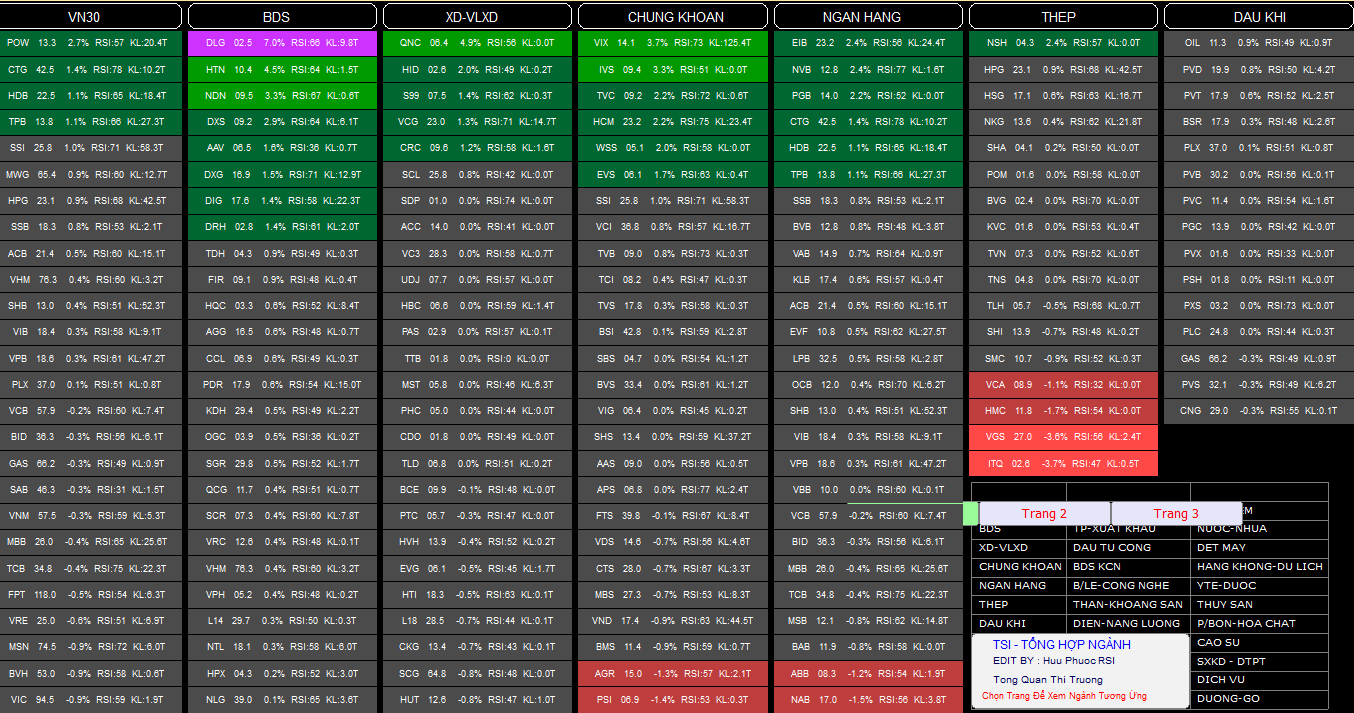 VN30
POW 13.3 2.7% RSI:57 KL:20.4T
CTG 42.5 1.4% RSI:78 KL:10.2T
HDB 22.5 1.1% RSI:65 KL:18.4T
TPB 13.8 1.1% RSI:66 KL:27.3T
SSI 25.8 1.0% RSI:71 KL:58.3T
MWG 65.4 0.9% RSI:60 KL:12.7T
HPG 23.1 0.9% RSI:68 KL:42.5T
SSB 18.3 0.8% RSI:53 KL:2.1T
ACB 21.4 0.5% RSI:60 KL:15.1T
VHM 76.3 0.4% RSI:60 KL:3.2T
SHB 13.0 0.4% RSI:51 KL:52.3T
VIB 18.4 0.3% RSI:58 KL:9.1T
VPB 18.6 0.3% RSI:61 KL:47.2T
PLX 37.0 0.1% RSI:51 KL:0.8T
VCB 57.9 -0.2% RSI:60 KL:7.4T
BID 36.3 -0.3% RSI:56 KL:6.1T
GAS 66.2 -0.3% RSI:49 KL:0.9T
SAB 46.3 -0.3% RSI:31 KL:1.5T
VNM 57.5 -0.3% RSI:59 KL:5.3T
MBB 26.0 -0.4% RSI:65 KL:25.6T
TCB 34.8 -0.4% RSI:75 KL:22.3T
FPT 118.0 -0.5% RSI:54 KL:6.3T
VRE 25.0 -0.6% RSI:51 KL:6.9T
MSN 74.5 -0.9% RSI:72 KL:6.0T
BVH 53.0 -0.9% RSI:58 KL:0.6T
VIC 94.5 -0.9% RSI:59 KL:1.9T
BDS
DLG 02.5 7.0% RSI:66 KL:9.8T
HTN 10.4 4.5% RSI:64 KL:1.5T
NDN 09.5 3.3% RSI:67 KL:0.6T
DXS 09.2 2.9% RSI:64 KL:6.1T
AAV 06.5 1.6% RSI:36 KL:0.7T
DXG 16.9 1.5% RSI:71 KL:12.9T
DIG 17.6 1.4% RSI:58 KL:22.3T
DRH 02.8 1.4% RSI:61 KL:2.0T
TDH 04.3 0.9% RSI:49 KL:0.3T
FIR 09.1 0.9% RSI:48 KL:0.4T
HQC 03.3 0.6% RSI:52 KL:8.4T
AGG 16.5 0.6% RSI:48 KL:0.7T
CCL 06.9 0.6% RSI:49 KL:0.3T
PDR 17.9 0.6% RSI:54 KL:15.0T
KDH 29.4 0.5% RSI:49 KL:2.2T
OGC 03.9 0.5% RSI:36 KL:0.2T
SGR 29.8 0.5% RSI:52 KL:1.7T
QCG 11.7 0.4% RSI:51 KL:0.7T
SCR 07.3 0.4% RSI:60 KL:7.8T
VRC 12.6 0.4% RSI:48 KL:0.1T
VHM 76.3 0.4% RSI:60 KL:3.2T
VPH 05.2 0.4% RSI:48 KL:0.2T
L14 29.7 0.3% RSI:50 KL:0.3T
NTL 18.1 0.3% RSI:58 KL:6.0T
HPX 04.3 0.2% RSI:52 KL:3.0T
NLG 39.0 0.1% RSI:65 KL:3.6T
XD-VLXD
QNC 06.4 4.9% RSI:56 KL:0.0T
HID 02.6 2.0% RSI:49 KL:0.2T
S99 07.5 1.4% RSI:62 KL:0.3T
VCG 23.0 1.3% RSI:71 KL:14.7T
CRC 09.6 1.2% RSI:58 KL:1.6T
SCL 25.8 0.8% RSI:42 KL:0.0T
SDP 01.0 0.0% RSI:74 KL:0.0T
ACC 14.0 0.0% RSI:41 KL:0.0T
VC3 28.3 0.0% RSI:58 KL:0.7T
UDJ 07.7 0.0% RSI:57 KL:0.0T
HBC 06.6 0.0% RSI:59 KL:1.4T
PAS 02.9 0.0% RSI:57 KL:0.1T
TTB 01.8 0.0% RSI:0 KL:0.0T
MST 05.8 0.0% RSI:46 KL:6.3T
PHC 05.0 0.0% RSI:44 KL:0.0T
CDO 01.8 0.0% RSI:49 KL:0.0T
TLD 06.8 0.0% RSI:51 KL:0.2T
BCE 09.9 -0.1% RSI:48 KL:0.0T
PTC 05.7 -0.3% RSI:47 KL:0.0T
HVH 13.9 -0.4% RSI:52 KL:0.2T
EVG 06.1 -0.5% RSI:45 KL:1.7T
HTI 18.3 -0.5% RSI:63 KL:0.1T
L18 28.5 -0.7% RSI:44 KL:0.1T
CKG 13.4 -0.7% RSI:43 KL:0.1T
SCG 64.8 -0.8% RSI:48 KL:0.0T
HUT 12.6 -0.8% RSI:47 KL:1.0T
CHUNG KHOAN
VIX 14.1 3.7% RSI:73 KL:125.4T
IVS 09.4 3.3% RSI:51 KL:0.0T
TVC 09.2 2.2% RSI:72 KL:0.6T
HCM 23.2 2.2% RSI:75 KL:23.4T
WSS 05.1 2.0% RSI:58 KL:0.0T
EVS 06.1 1.7% RSI:63 KL:0.4T
SSI 25.8 1.0% RSI:71 KL:58.3T
VCI 36.8 0.8% RSI:57 KL:16.7T
TVB 09.0 0.8% RSI:73 KL:0.3T
TCI 08.2 0.4% RSI:47 KL:0.3T
TVS 17.8 0.3% RSI:58 KL:0.3T
BSI 42.8 0.1% RSI:59 KL:2.8T
SBS 04.7 0.0% RSI:54 KL:1.2T
BVS 33.4 0.0% RSI:61 KL:1.2T
VIG 06.4 0.0% RSI:45 KL:0.2T
SHS 13.4 0.0% RSI:59 KL:37.2T
AAS 09.0 0.0% RSI:56 KL:0.5T
APS 06.8 0.0% RSI:77 KL:2.4T
FTS 39.8 -0.1% RSI:67 KL:8.4T
VDS 14.6 -0.7% RSI:56 KL:4.6T
CTS 28.0 -0.7% RSI:67 KL:3.3T
MBS 27.3 -0.7% RSI:53 KL:8.3T
VND 17.4 -0.9% RSI:63 KL:44.5T
BMS 11.4 -0.9% RSI:59 KL:0.7T
AGR 15.0 -1.3% RSI:57 KL:2.1T
PSI 06.9 -1.4% RSI:53 KL:0.3T
NGAN HANG
EIB 23.2 2.4% RSI:56 KL:24.4T
NVB 12.8 2.4% RSI:77 KL:1.6T
PGB 14.0 2.2% RSI:52 KL:0.0T
CTG 42.5 1.4% RSI:78 KL:10.2T
HDB 22.5 1.1% RSI:65 KL:18.4T
TPB 13.8 1.1% RSI:66 KL:27.3T
SSB 18.3 0.8% RSI:53 KL:2.1T
BVB 12.8 0.8% RSI:48 KL:3.8T
VAB 14.9 0.7% RSI:64 KL:0.9T
KLB 17.4 0.6% RSI:57 KL:0.4T
ACB 21.4 0.5% RSI:60 KL:15.1T
EVF 10.8 0.5% RSI:62 KL:27.5T
LPB 32.5 0.5% RSI:58 KL:2.8T
OCB 12.0 0.4% RSI:70 KL:6.2T
SHB 13.0 0.4% RSI:51 KL:52.3T
VIB 18.4 0.3% RSI:58 KL:9.1T
VPB 18.6 0.3% RSI:61 KL:47.2T
VBB 10.0 0.0% RSI:60 KL:0.1T
VCB 57.9 -0.2% RSI:60 KL:7.4T
BID 36.3 -0.3% RSI:56 KL:6.1T
MBB 26.0 -0.4% RSI:65 KL:25.6T
TCB 34.8 -0.4% RSI:75 KL:22.3T
MSB 12.1 -0.8% RSI:62 KL:14.8T
BAB 11.9 -0.8% RSI:58 KL:0.0T
ABB 08.3 -1.2% RSI:54 KL:1.9T
NAB 17.0 -1.5% RSI:56 KL:3.8T
THEP
NSH 04.3 2.4% RSI:57 KL:0.0T
HPG 23.1 0.9% RSI:68 KL:42.5T
HSG 17.1 0.6% RSI:63 KL:16.7T
NKG 13.6 0.4% RSI:62 KL:21.8T
SHA 04.1 0.2% RSI:50 KL:0.0T
POM 01.6 0.0% RSI:58 KL:0.0T
BVG 02.4 0.0% RSI:70 KL:0.0T
KVC 01.6 0.0% RSI:53 KL:0.4T
TVN 07.3 0.0% RSI:52 KL:0.6T
TNS 04.8 0.0% RSI:70 KL:0.0T
TLH 05.7 -0.5% RSI:68 KL:0.7T
SHI 13.9 -0.7% RSI:48 KL:0.2T
SMC 10.7 -0.9% RSI:52 KL:0.3T
VCA 08.9 -1.1% RSI:32 KL:0.0T
HMC 11.8 -1.7% RSI:54 KL:0.0T
VGS 27.0 -3.6% RSI:56 KL:2.4T
ITQ 02.6 -3.7% RSI:47 KL:0.5T
DAU KHI
OIL 11.3 0.9% RSI:49 KL:0.9T
PVD 19.9 0.8% RSI:50 KL:4.2T
PVT 17.9 0.6% RSI:52 KL:2.5T
BSR 17.9 0.3% RSI:48 KL:2.6T
PLX 37.0 0.1% RSI:51 KL:0.8T
PVB 30.2 0.0% RSI:56 KL:0.1T
PVC 11.4 0.0% RSI:54 KL:1.6T
PGC 13.9 0.0% RSI:42 KL:0.0T
PVX 01.6 0.0% RSI:33 KL:0.0T
PSH 01.8 0.0% RSI:11 KL:0.0T
PXS 03.2 0.0% RSI:73 KL:0.0T
PLC 24.8 0.0% RSI:44 KL:0.3T
GAS 66.2 -0.3% RSI:49 KL:0.9T
PVS 32.1 -0.3% RSI:49 KL:6.2T
CNG 29.0 -0.3% RSI:55 KL:0.1T
Trang 2 Trang 3 EM
BDS TP-XUAT KHAU NUOC-NHUA
XD-VLXD DAU TU CONG DET MAY
CHUNG KHOAN BDS KCN HANG KHONG-DU LICH
NGAN HANG B/LE-CONG NGHE YTE-DUOC
THEP THAN-KHOANG SAN THUY SAN
DAU KHI DIEN-NANG LUONG P/BON-HOA CHAT
CAO SU
SXKD - DTPT
DICH VU
DUONG-GO
TSI - TỔNG HỢP NGÀNH
EDIT BY : Huu Phuoc RSI
Tong Quan Thi Truong
Chọn Trang Để Xem Ngành Tương Ứng